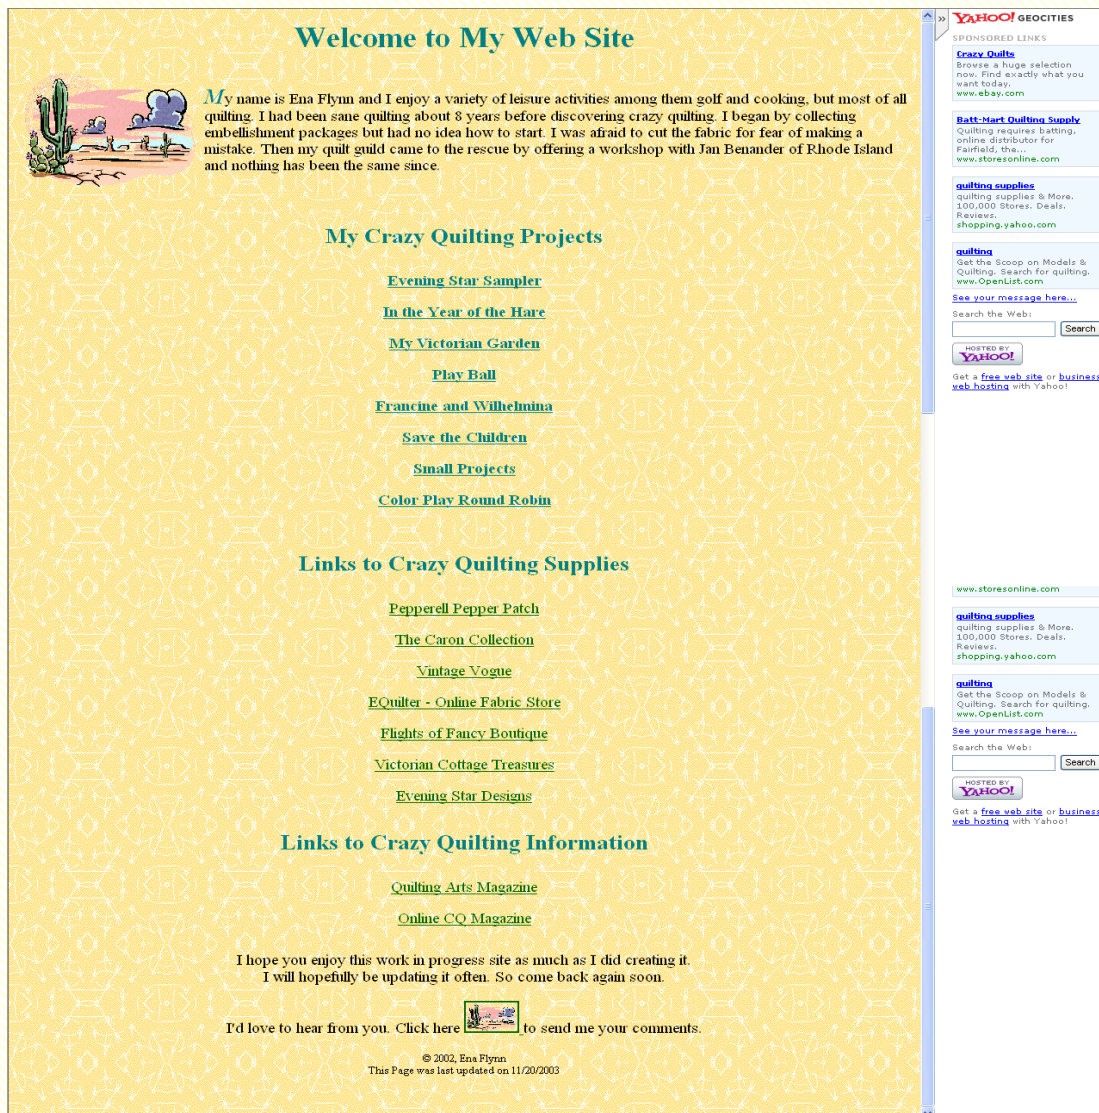 Welcome to My Web Site
My name is Ena Flynn and I enjoy a variety of leisure activities among them golf and cooking, but most of all
quilting. I had been sane quilting about 8 years before discovering crazy quilting. I began by collecting
embellishment packages but had no idea how to start. I was afraid to cut the fabric for fear of making a
mistake. Then my quilt guild came to the rescue by offering a workshop with Jan Benander of Rhode Island
and nothing has been the same since.
My Crazy Quilting Projects
Evening Star Sampler
In the Year of the Hare
My Victorian Garden
Play Ball
Francine and Wilhelmina
Save the Children
Small Projects
Color Play Round Robin
Links to Crazy Quilting Supplies
Pepperell Pepper Patch
The Caron Collection
Vintage Vogue
EQuilter - Online Fabric Store
Flights of Fancy Boutique
Victorian Cottage Treasures
Evening Star Designs
Links to Crazy Quilting Information
Quilting Arts Magazine
Online CQ Magazine
I hope you enjoy this work in progress site as much as I did creating it.
I will hopefully be updating it often. So come back again soon.
I'd love to hear from you. Click here to send me your comments.
© 2002, Ena Flynn
This Page was last updated on 11/20/2003
»
YAHOO! GEOCITIES
SPONSORED LINKS
Crazy Quilts
Browse a huge selection
now. Find exactly what you
want today.
www.ebay.com
Batt-Mart Quilting Supply
Quilting requires batting,
online distributor for
Fairfield, the...
www.storesonline.com
quilting supplies
quilting supplies & More.
100,000 Stores. Deals.
Reviews.
shopping.yahoo.com
quilting
Get the Scoop on Models &
Quilting. Search for quilting.
www.OpenList.com
See your message here...
Search the Web:
Search
HOSTED BY
YAHOO!
Get a free web site or business
web hosting with Yahoo!
www.storesonline.com
quilting supplies
quilting supplies & More.
100,000 Stores. Deals.
Reviews.
shopping.yahoo.com
quilting
Get the Scoop on Models &
Quilting. Search for quilting.
www.OpenList.com
See your message here...
Search the Web:
Search
HOSTED BY
YAHOO!
Get a free web site or business
web hosting with Yahoo!